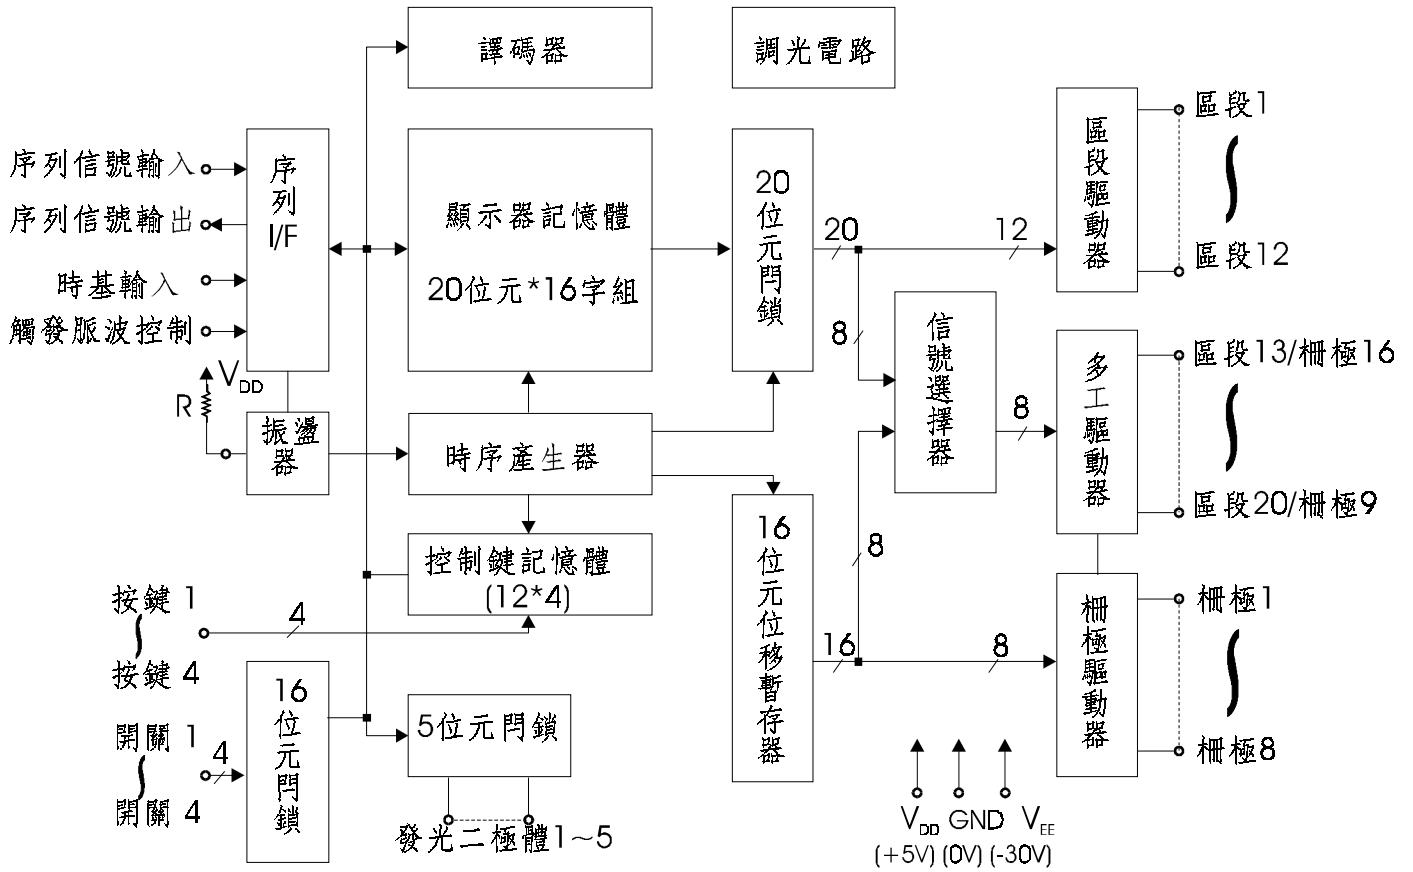 譯碼器
調光電路
序列信號輸入
序列信號輸出
時基輸入
觸發脈波控制
序列
I/F
顯示器記憶體
20位元*16字組
20
位元閂鎖
20
12
區段驅動器
區段1
區段12
8
信號選擇器
8
8
多工驅動器
區段13/柵極16
區段20/柵極9
VDD
R
振盪
器
時序產生器
控制鍵記憶體
(12*4)
16
位元位移暫存器
16
8
柵極驅動器
柵極1
柵極8
按鍵 1
按鍵 4
4
開關 1
開關 4
4
16
位元閂鎖
5位元閂鎖
發光二極體1~5
VDD GND VEE
(+5V) (0V) (-30V)